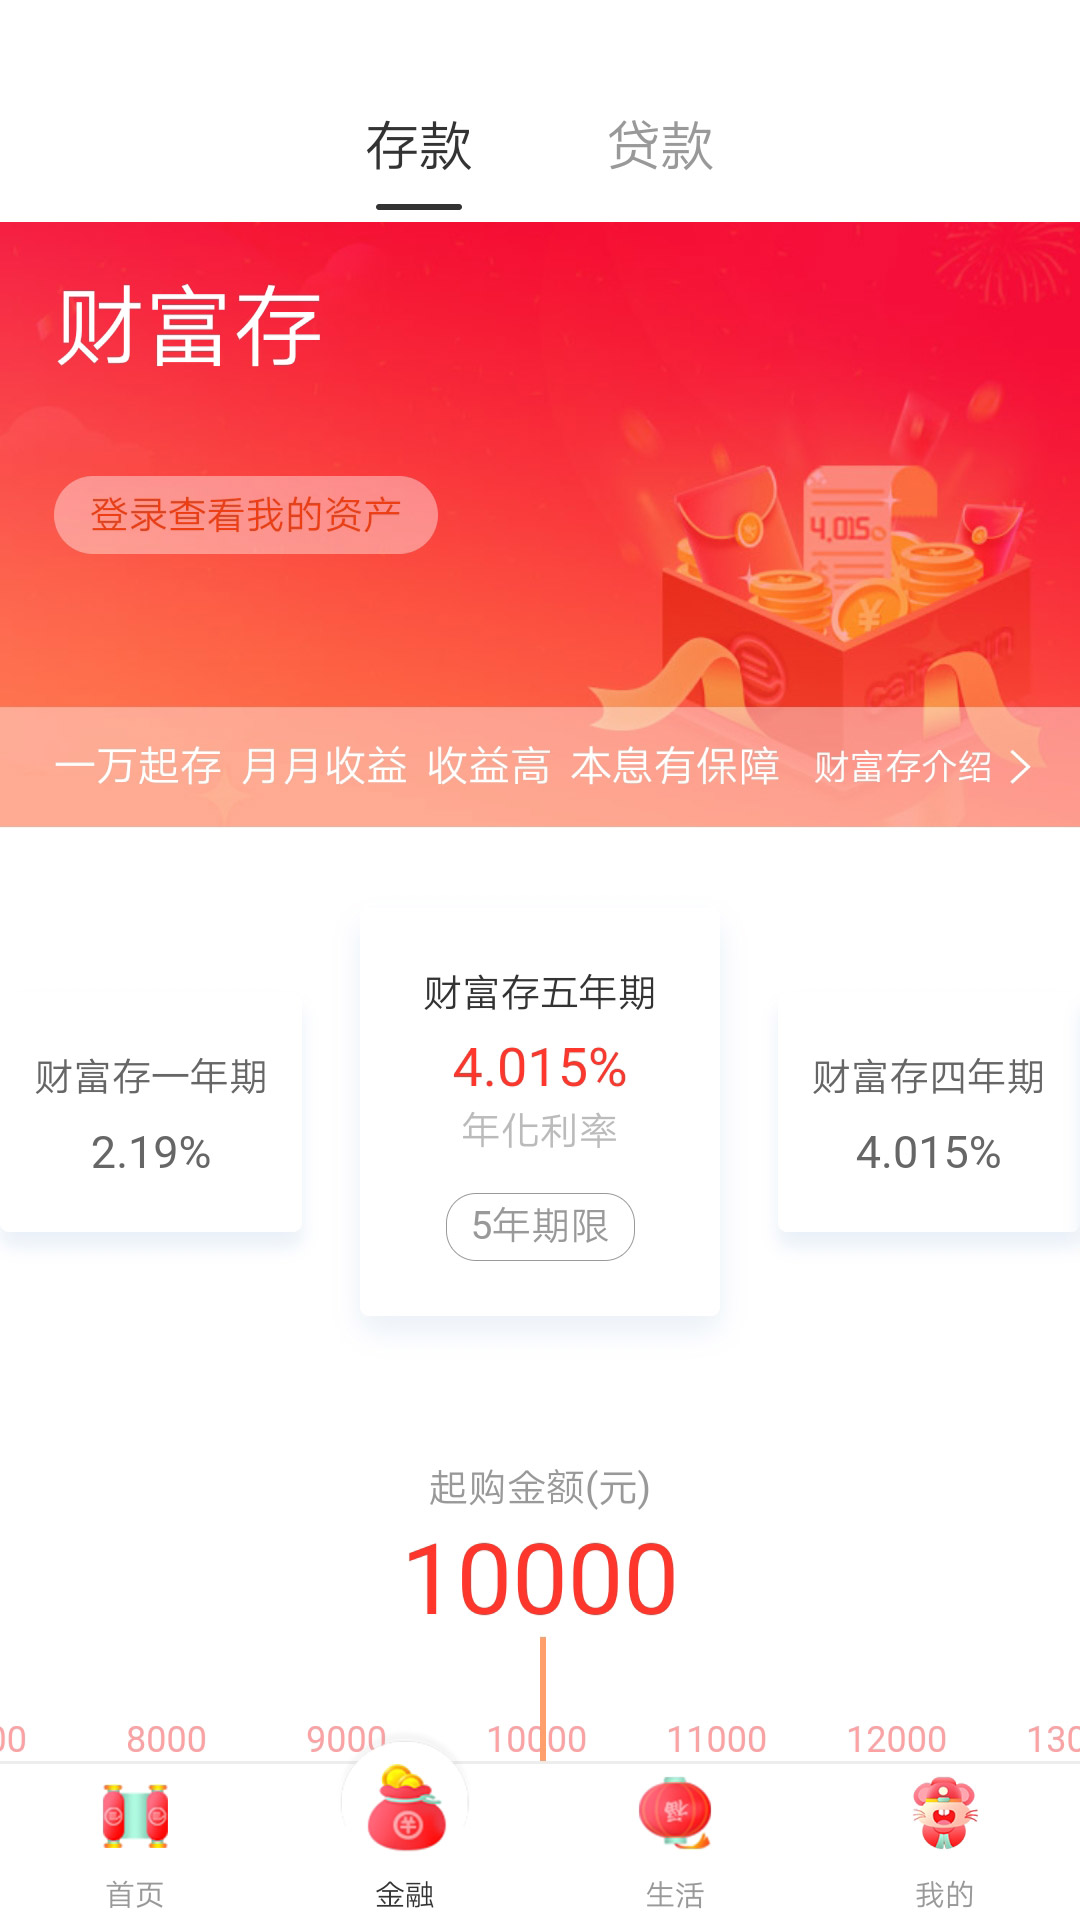 存款 贷款
财富存
登录查看我的资产
4.015
一万起存 月月收益 收益高 本息有保障 财富存介绍
财富存五年期
4.015%
年化利率
5年期限
财富存一年期
2.19%
财富存四年期
4.015%
起购金额(元)
10000
8000 9000 10000 11000 12000
福
首页 金融 生活 我的